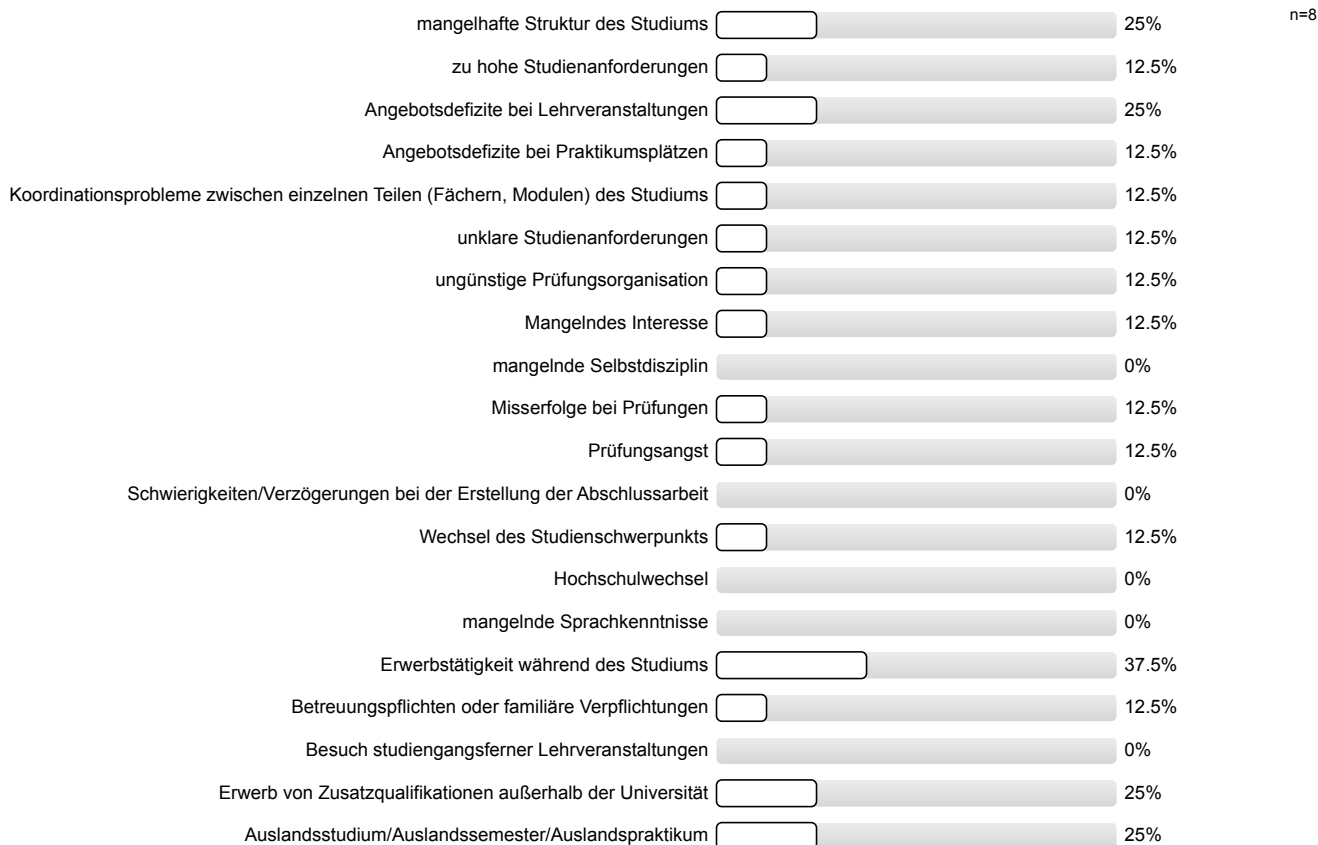 mangelhafte Struktur des Studiums 25% n=8
zu hohe Studienanforderungen 12.5%
Angebotsdefizite bei Lehrveranstaltungen 25%
Angebotsdefizite bei Praktikumsplätzen 12.5%
Koordinationsprobleme zwischen einzelnen Teilen (Fächern, Modulen) des Studiums 12.5%
unklare Studienanforderungen 12.5%
ungünstige Prüfungsorganisation 12.5%
Mangelndes Interesse 12.5%
mangelnde Selbstdisziplin 0%
Misserfolge bei Prüfungen 12.5%
Prüfungsangst 12.5%
Schwierigkeiten/Verzögerungen bei der Erstellung der Abschlussarbeit 0%
Wechsel des Studienschwerpunkts 12.5%
Hochschulwechsel 0%
mangelnde Sprachkenntnisse 0%
Erwerbstätigkeit während des Studiums 37.5%
Betreuungspflichten oder familiäre Verpflichtungen 12.5%
Besuch studiengangsferner Lehrveranstaltungen 0%
Erwerb von Zusatzqualifikationen außerhalb der Universität 25%
Auslandsstudium/Auslandssemester/Auslandspraktikum 25%